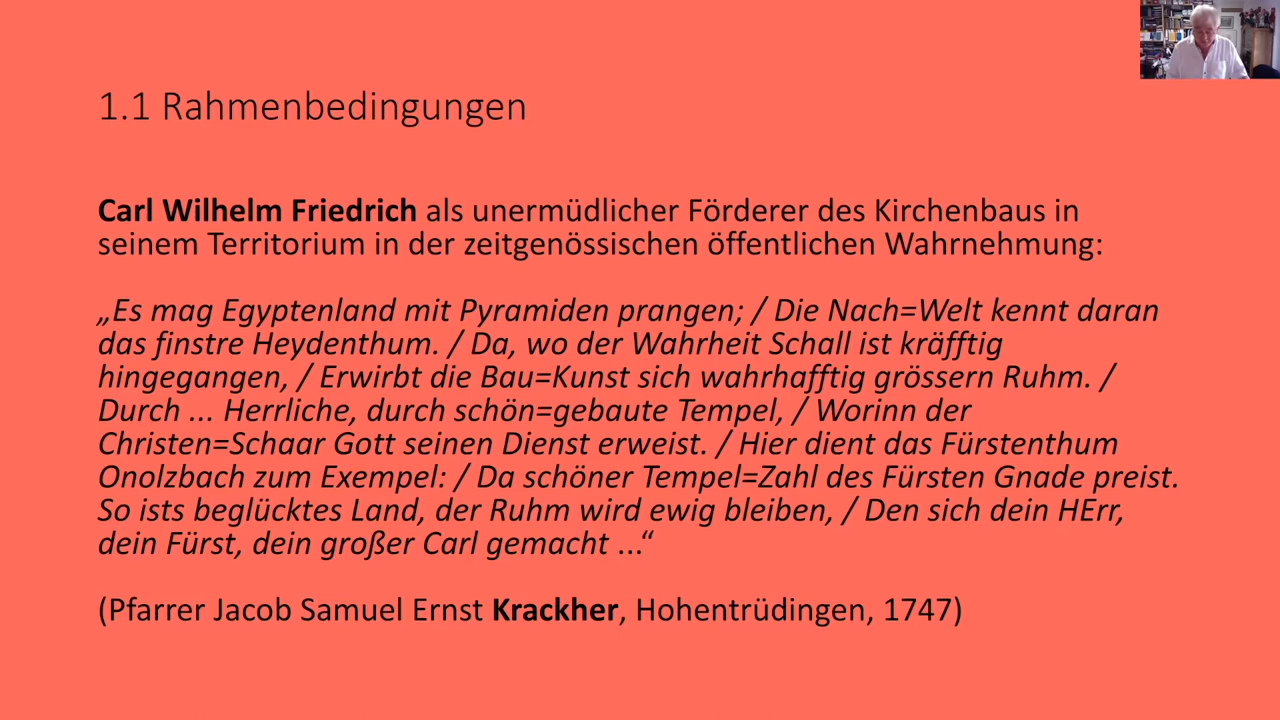 1.1 Rahmenbedingungen
Carl Wilhelm Friedrich als unermüdlicher Förderer des Kirchenbaus in
seinem Territorium in der zeitgenössischen öffentlichen Wahrnehmung:
„Es mag Egyptenland mit Pyramiden prangen; / Die Nach=Welt kennt daran
das finstre Heydenthum. / Da, wo der Wahrheit Schall ist kräfftig
hingegangen, / Erwirbt die Bau=Kunst sich wahrhafftig grössern Ruhm. /
Durch ... Herrliche, durch schön=gebaute Tempel, / Worinn der
Christen=Schaar Gott seinen Dienst erweist. / Hier dient das Fürstenthum
Onolzbach zum Exempel: / Da schöner Tempel=Zahl des Fürsten Gnade preist.
So ists beglücktes Land, der Ruhm wird ewig bleiben, / Den sich dein HErr,
dein Fürst, dein großer Carl gemacht ...“
(Pfarrer Jacob Samuel Ernst Krackher, Hohentrüdingen, 1747)